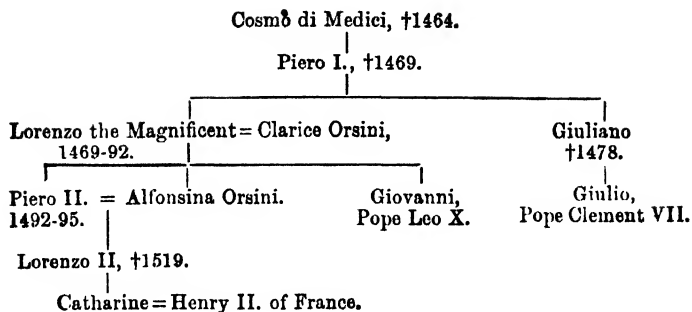 Cosmò di Medici, †1464.
Piero I., †1469.
Lorenzo the Magnificent = Clarice Orsini,
1469-92.
Giuliano
†1478.
Piero II. = Alfonsina Orsini.
1492-95.
Giovanni,
Pope Leo X.
Giulio,
Pope Clement VII.
Lorenzo II, †1519.
Catharine = Henry II. of France.